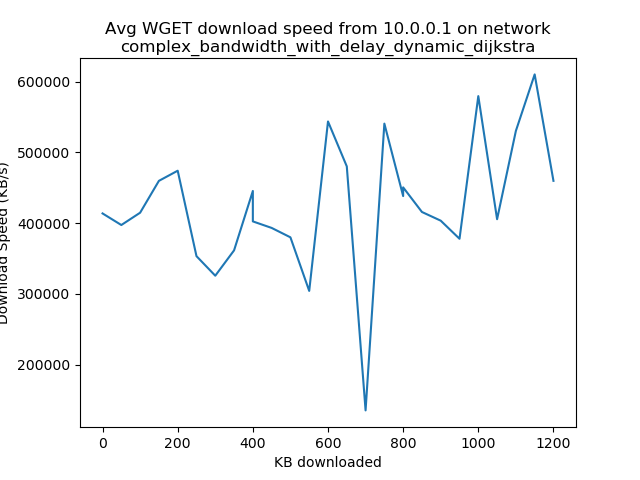 Avg WGET download speed from 10.0.0.1 on network
complex_bandwidth_with_delay_dynamic_dijkstra
600000
500000
400000
300000
200000
Download Speed (KB/s)
0 200 400 600 800 1000 1200
KB downloaded